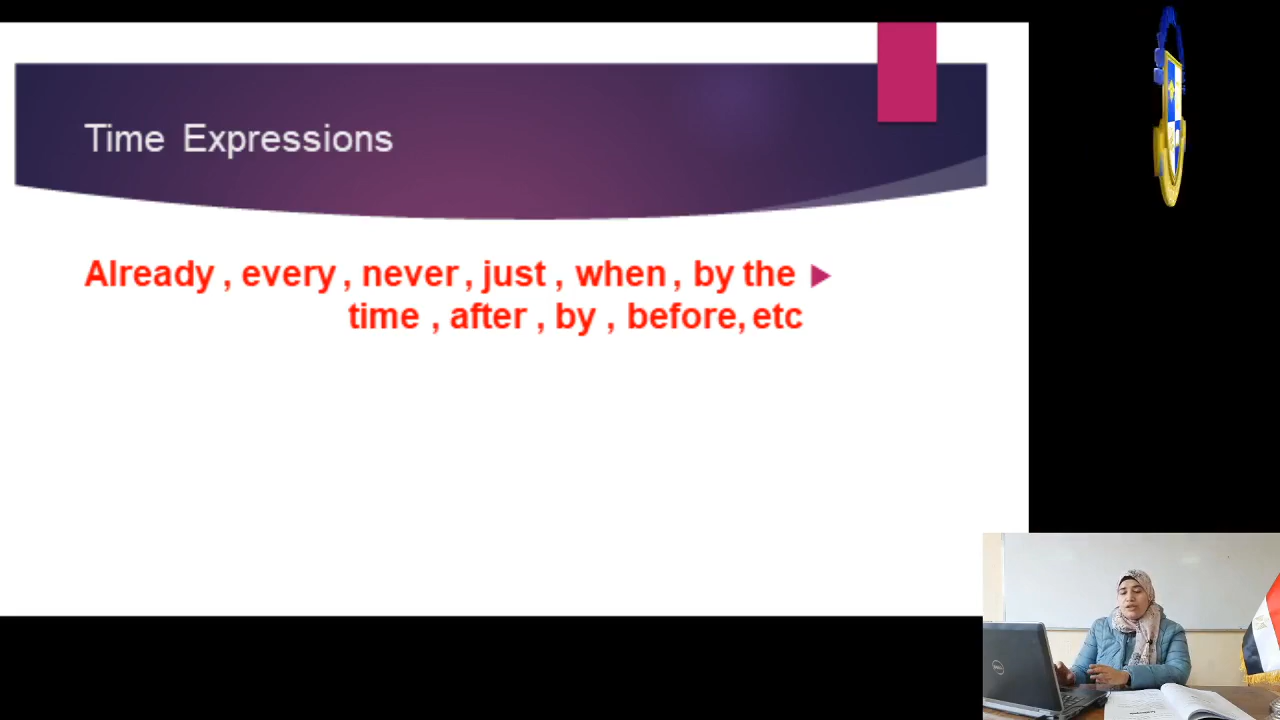 Time Expressions
Already , every , never , just , when , by the
time , after , by , before, etc